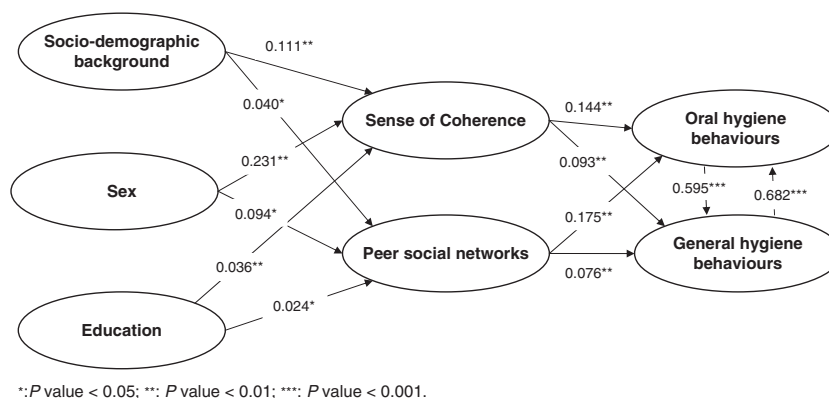 Socio-demographic
background
0.111**
0.040*
Sense of Coherence
0.144**
Oral hygiene
behaviours
0.231**
0.093**
Sex
0.595***
0.682***
0.094*
0.175**
Peer social networks
General hygiene
behaviours
0.036**
0.076**
0.024*
Education
*:P value < 0.05; **: P value < 0.01; ***: P value < 0.001.